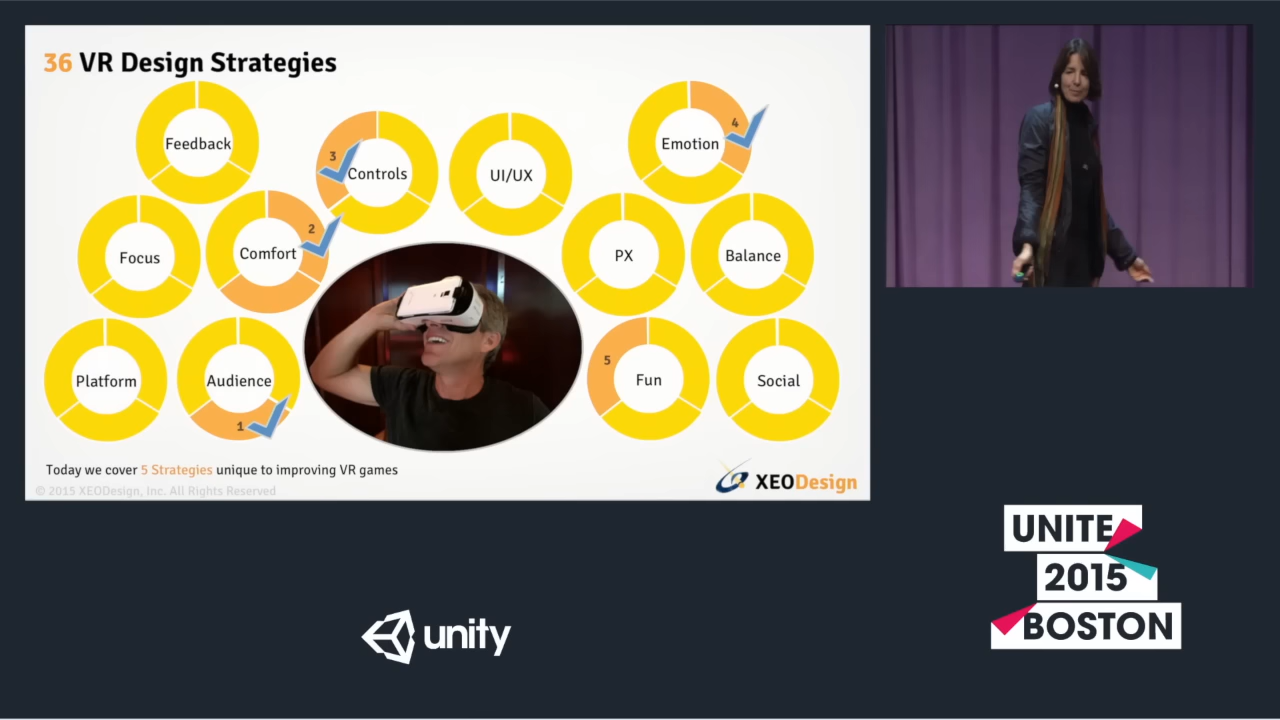 36 VR Design Strategies
Feedback
3
Controls
UI/UX
4
Emotion
Focus
2
Comfort
PX
Balance
Platform
Audience
1
5
Fun
Social
Today we cover 5 Strategies unique to improving VR games
© 2015 XEODesign, Inc. All Rights Reserved
XEODesign
UNITE
2015
BOSTON
unity